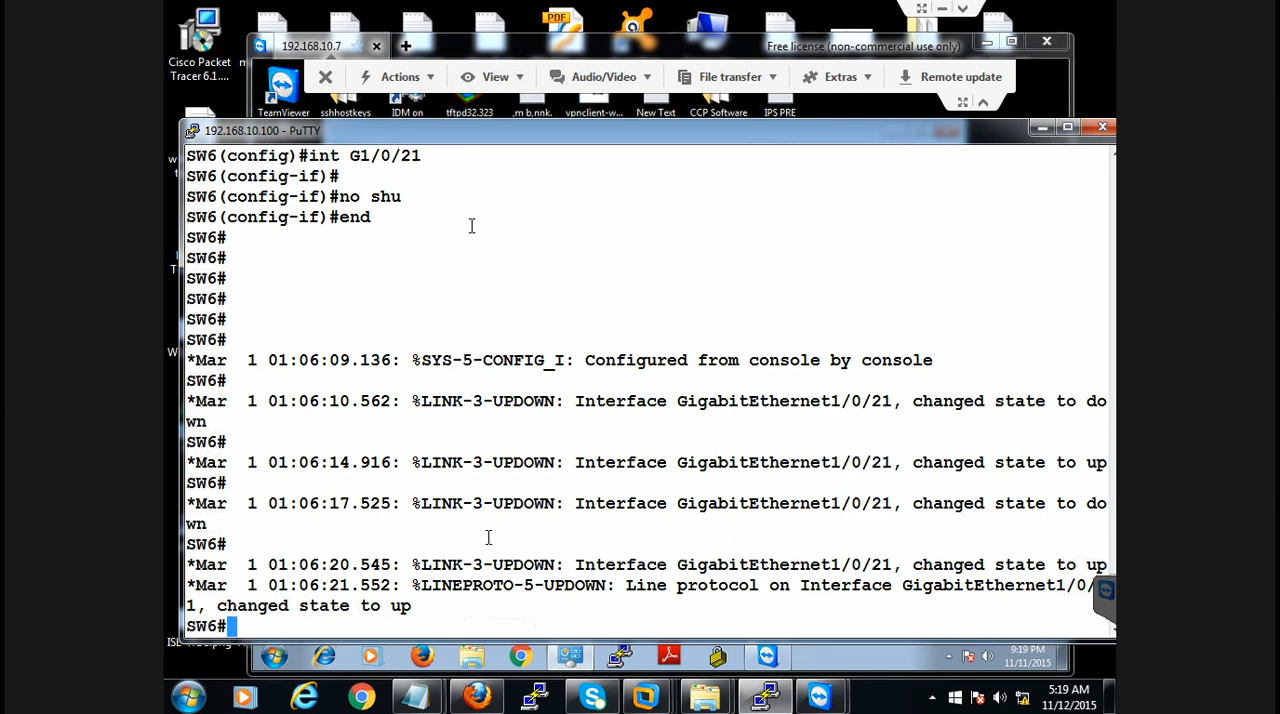 PDF
192.168.10.7
Free license (non-commercial use only)
Cisco Packet
Tracer 6.1....
Actions
View
Audio/Video
File transfer
Extras
Remote update
TeamViewer
sshhostkeys
IDM on
tftpd32.323
,m b,nnk.
vpnclient-w...
New Text
CCP Software
IPS PRE
192.168.10.100 - PuTTY
SW6(config)#int G1/0/21
SW6(config-if)#
SW6(config-if)#no shu
SW6(config-if)#end
SW6#
SW6#
SW6#
SW6#
SW6#
SW6#
*Mar  1 01:06:09.136: %SYS-5-CONFIG_I: Configured from console by console
SW6#
*Mar  1 01:06:10.562: %LINK-3-UPDOWN: Interface GigabitEthernet1/0/21, changed state to do
wn
SW6#
*Mar  1 01:06:14.916: %LINK-3-UPDOWN: Interface GigabitEthernet1/0/21, changed state to up
SW6#
*Mar  1 01:06:17.525: %LINK-3-UPDOWN: Interface GigabitEthernet1/0/21, changed state to do
wn
SW6#
*Mar  1 01:06:20.545: %LINK-3-UPDOWN: Interface GigabitEthernet1/0/21, changed state to up
*Mar  1 01:06:21.552: %LINEPROTO-5-UPDOWN: Line protocol on Interface GigabitEthernet1/0/
1, changed state to up
SW6#
9:19 PM
11/11/2015
5:19 AM
11/12/2015